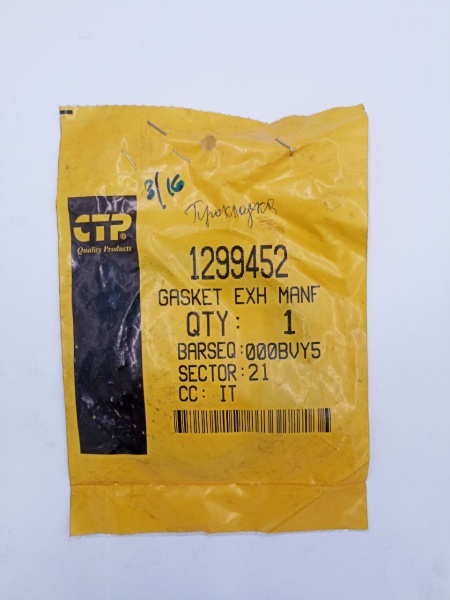 3/16
Прокладка
CTP®
Quality Products
1299452
GASKET EXH MANF
QTY: 1
BARSEQ:000BVY5
SECTOR:21
CC: IT